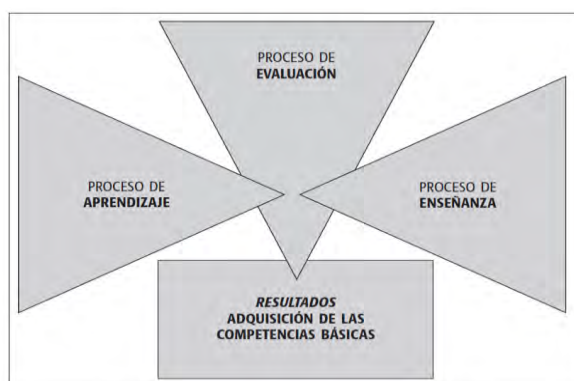 PROCESO DE
EVALUACIÓN
PROCESO DE
APRENDIZAJE
PROCESO DE
ENSEÑANZA
RESULTADOS
ADQUISICIÓN DE LAS
COMPETENCIAS BÁSICAS